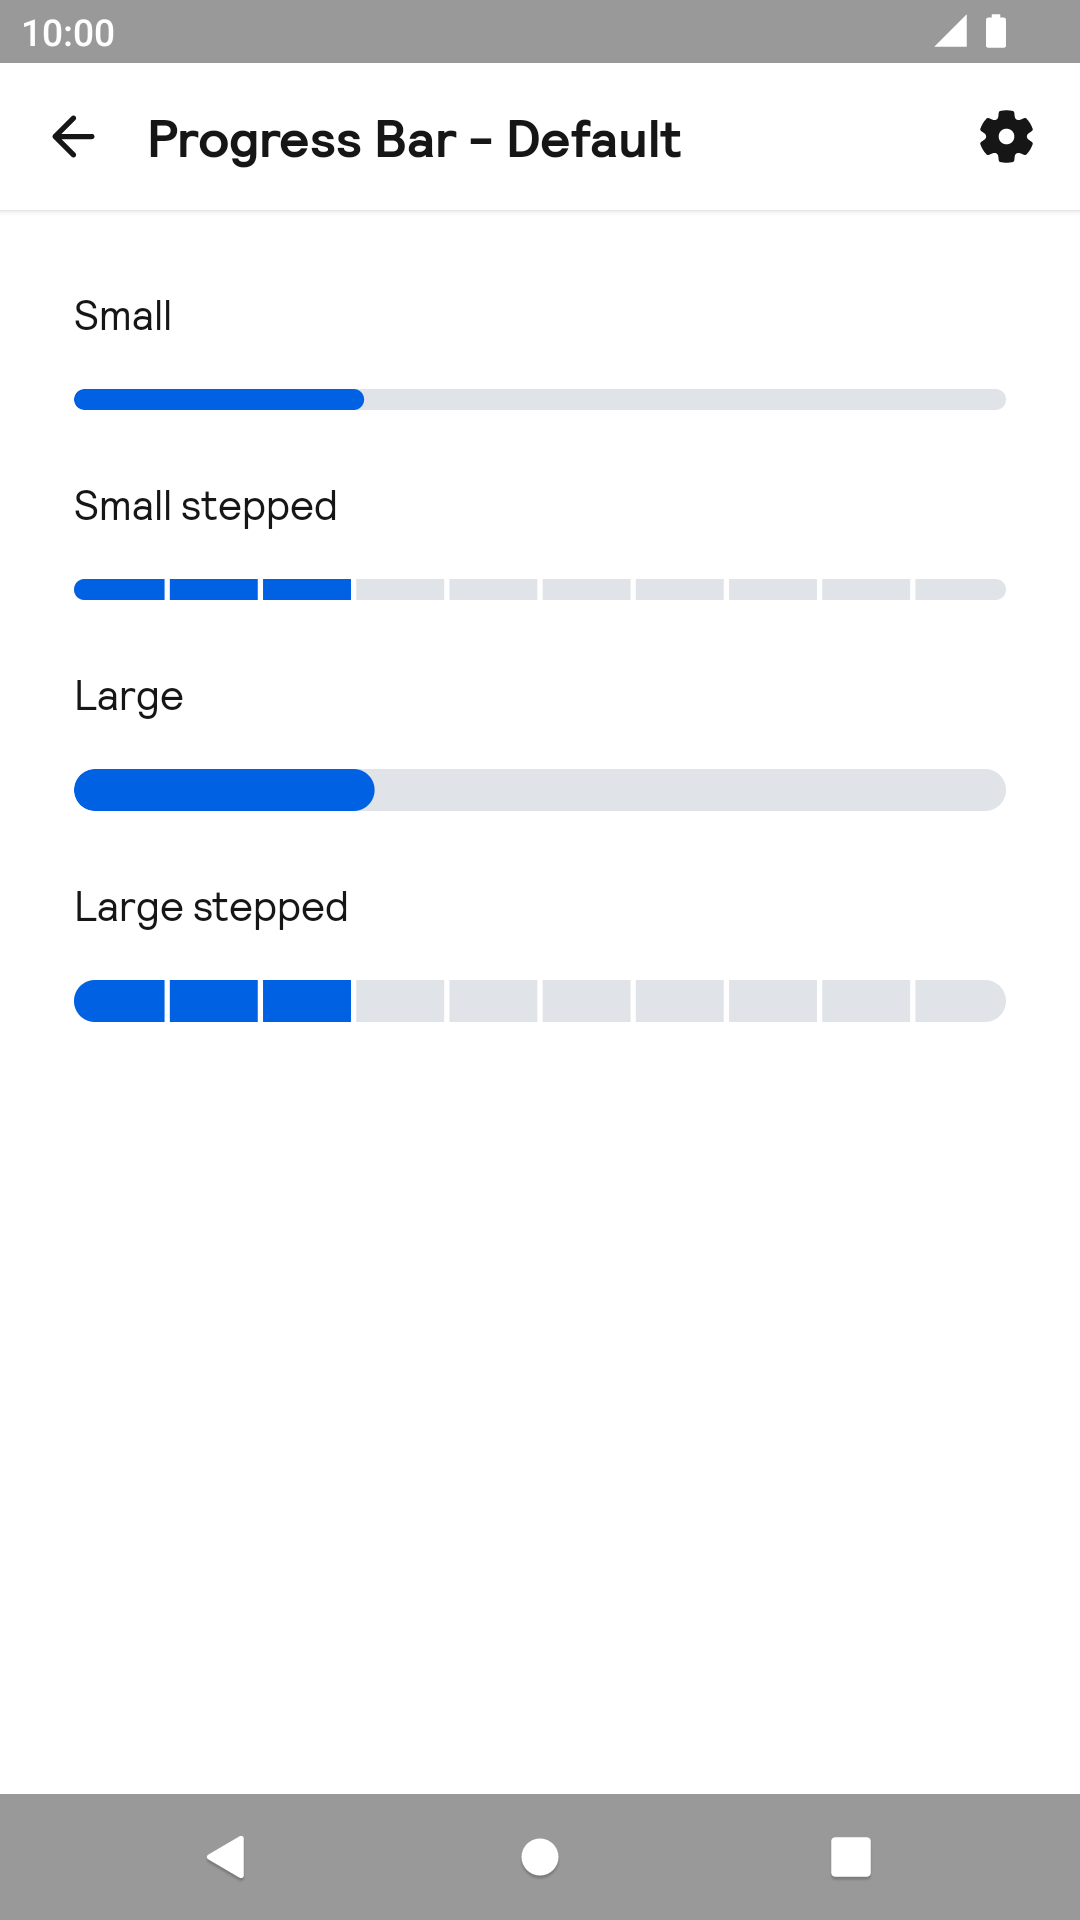 10:00
Progress Bar - Default
Small
Small stepped
Large
Large stepped